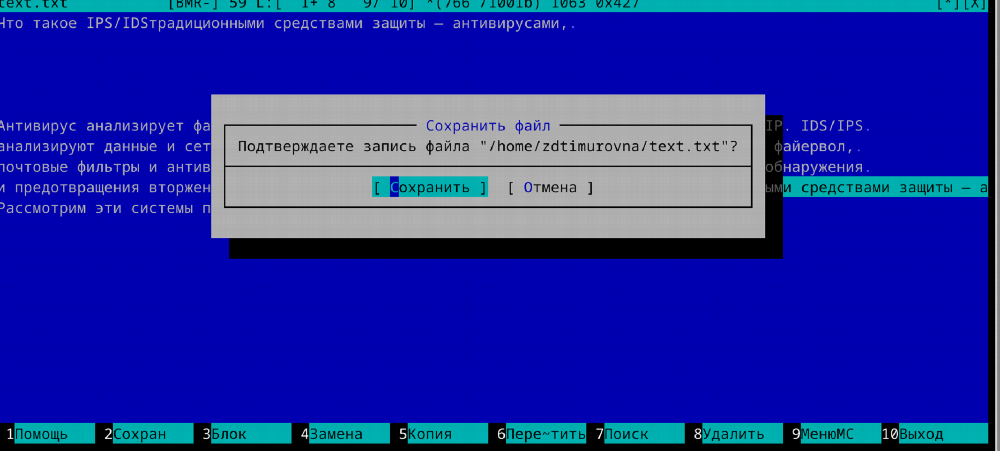 text.txt [BMR-] 59 L:[ 1+ 8 9/ 10] *(766 /1001b) 1063 0x427 [*][X]
Что такое IPS/IDSтрадиционными средствами защиты — антивирусами,.
Сохранить файл
Подтверждаете запись файла "/home/zdtimurovna/text.txt"?
[ Сохранить ] [ Отмена ]
Антивирус анализирует фа IP. IDS/IPS.
анализируют данные и сет файервол,.
почтовые фильтры и антив обнаружения.
и предотвращения вторжен ыми средствами защиты — а
Рассмотрим эти системы п
1Помощь 2Сохран 3Блок 4Замена 5Копия 6Пере~тить 7Поиск 8Удалить 9МенюMC 10Выход